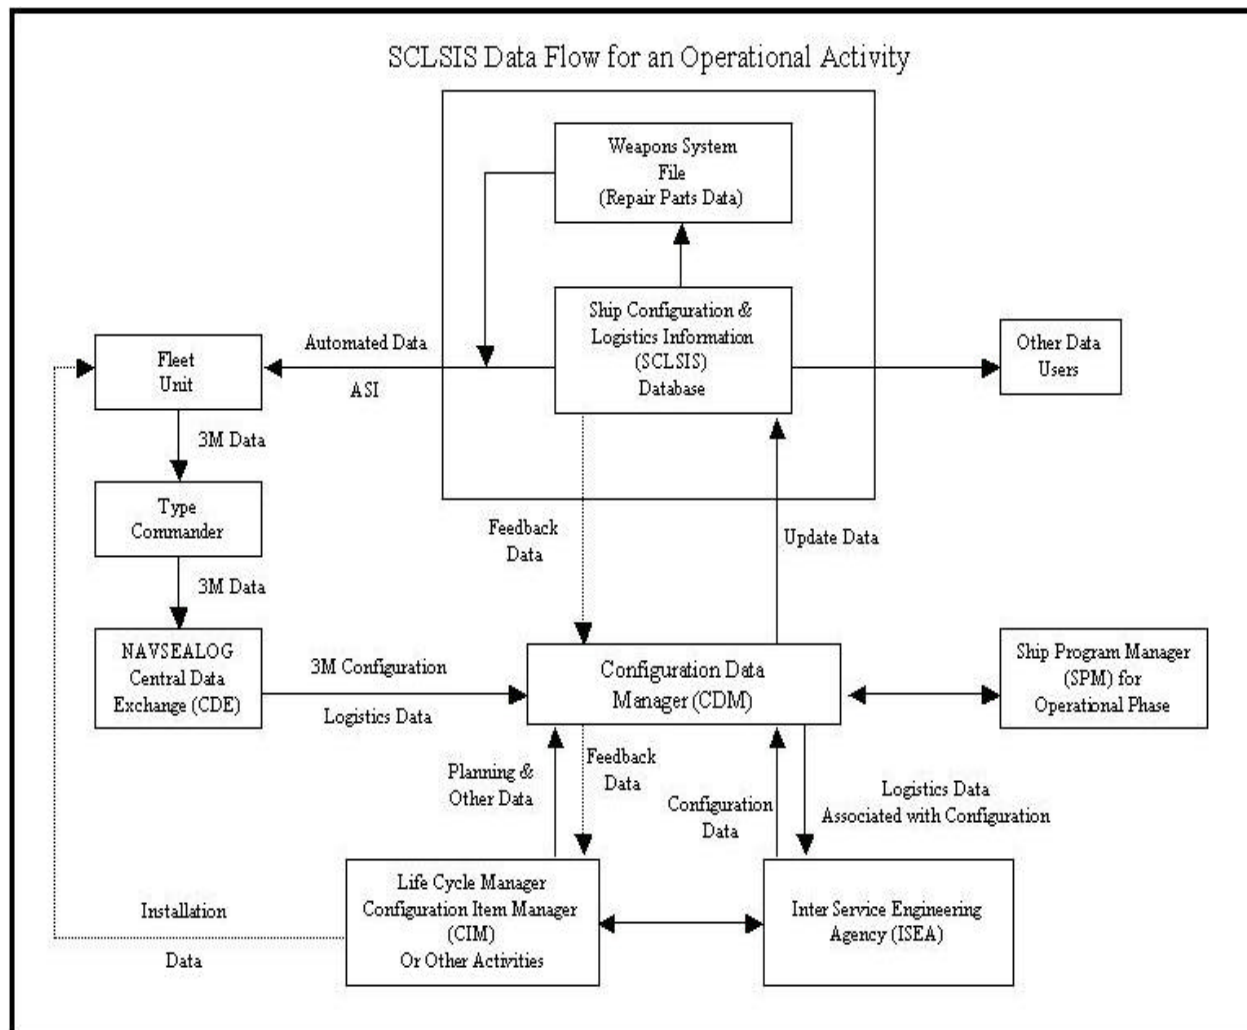 SCLSIS Data Flow for an Operational Activity
Weapons System
File
(Repair Parts Data)
Ship Configuration &
Logistics Information
(SCLSIS)
Database
Automated Data
ASI
Fleet
Unit
Other Data
Users
3M Data
Type
Commander
Feedback
Data
Update Data
3M Data
NAVSEALOG
Central Data
Exchange (CDE)
3M Configuration
Logistics Data
Configuration Data
Manager (CDM)
Ship Program Manager
(SPM) for
Operational Phase
Planning &
Other Data
Feedback
Data
Configuration
Data
Logistics Data
Associated with Configuration
Installation
Data
Life Cycle Manager
Configuration Item Manager
(CIM)
Or Other Activities
Inter Service Engineering
Agency (ISEA)